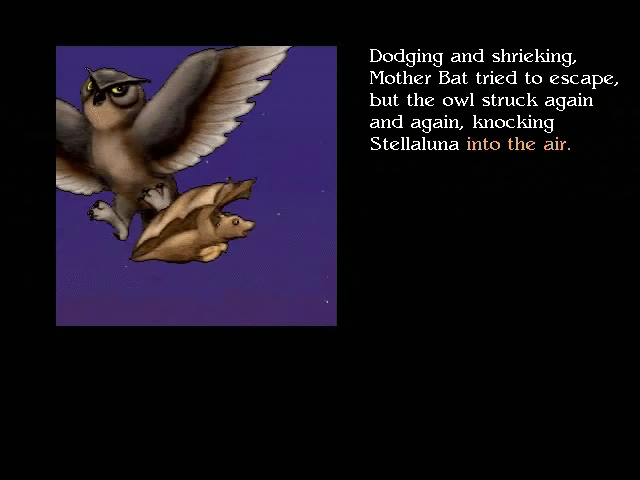 Dodging and shrieking,
Mother Bat tried to escape,
but the owl struck again
and again, knocking
Stellaluna into the air.